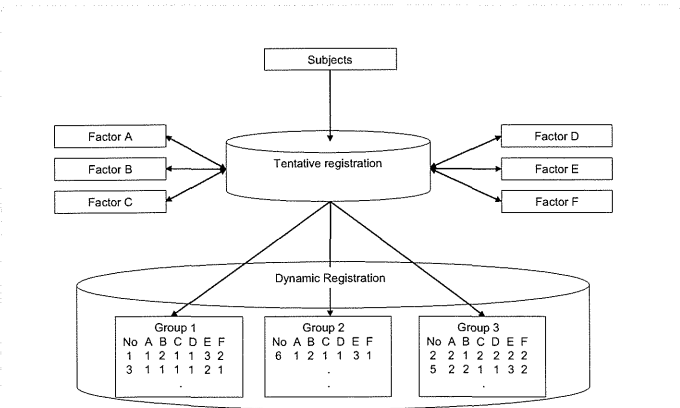 Subjects
Factor A
Factor B
Factor C
Tentative registration
Factor D
Factor E
Factor F
Dynamic Registration
Group 1
No A B C D E F
1 1 2 1 1 3 2
3 1 1 1 1 2 1
.
Group 2
No A B C D E F
6 1 2 1 1 3 1
.
.
Group 3
No A B C D E F
2 2 1 2 2 2 2
5 2 2 1 1 3 2
.